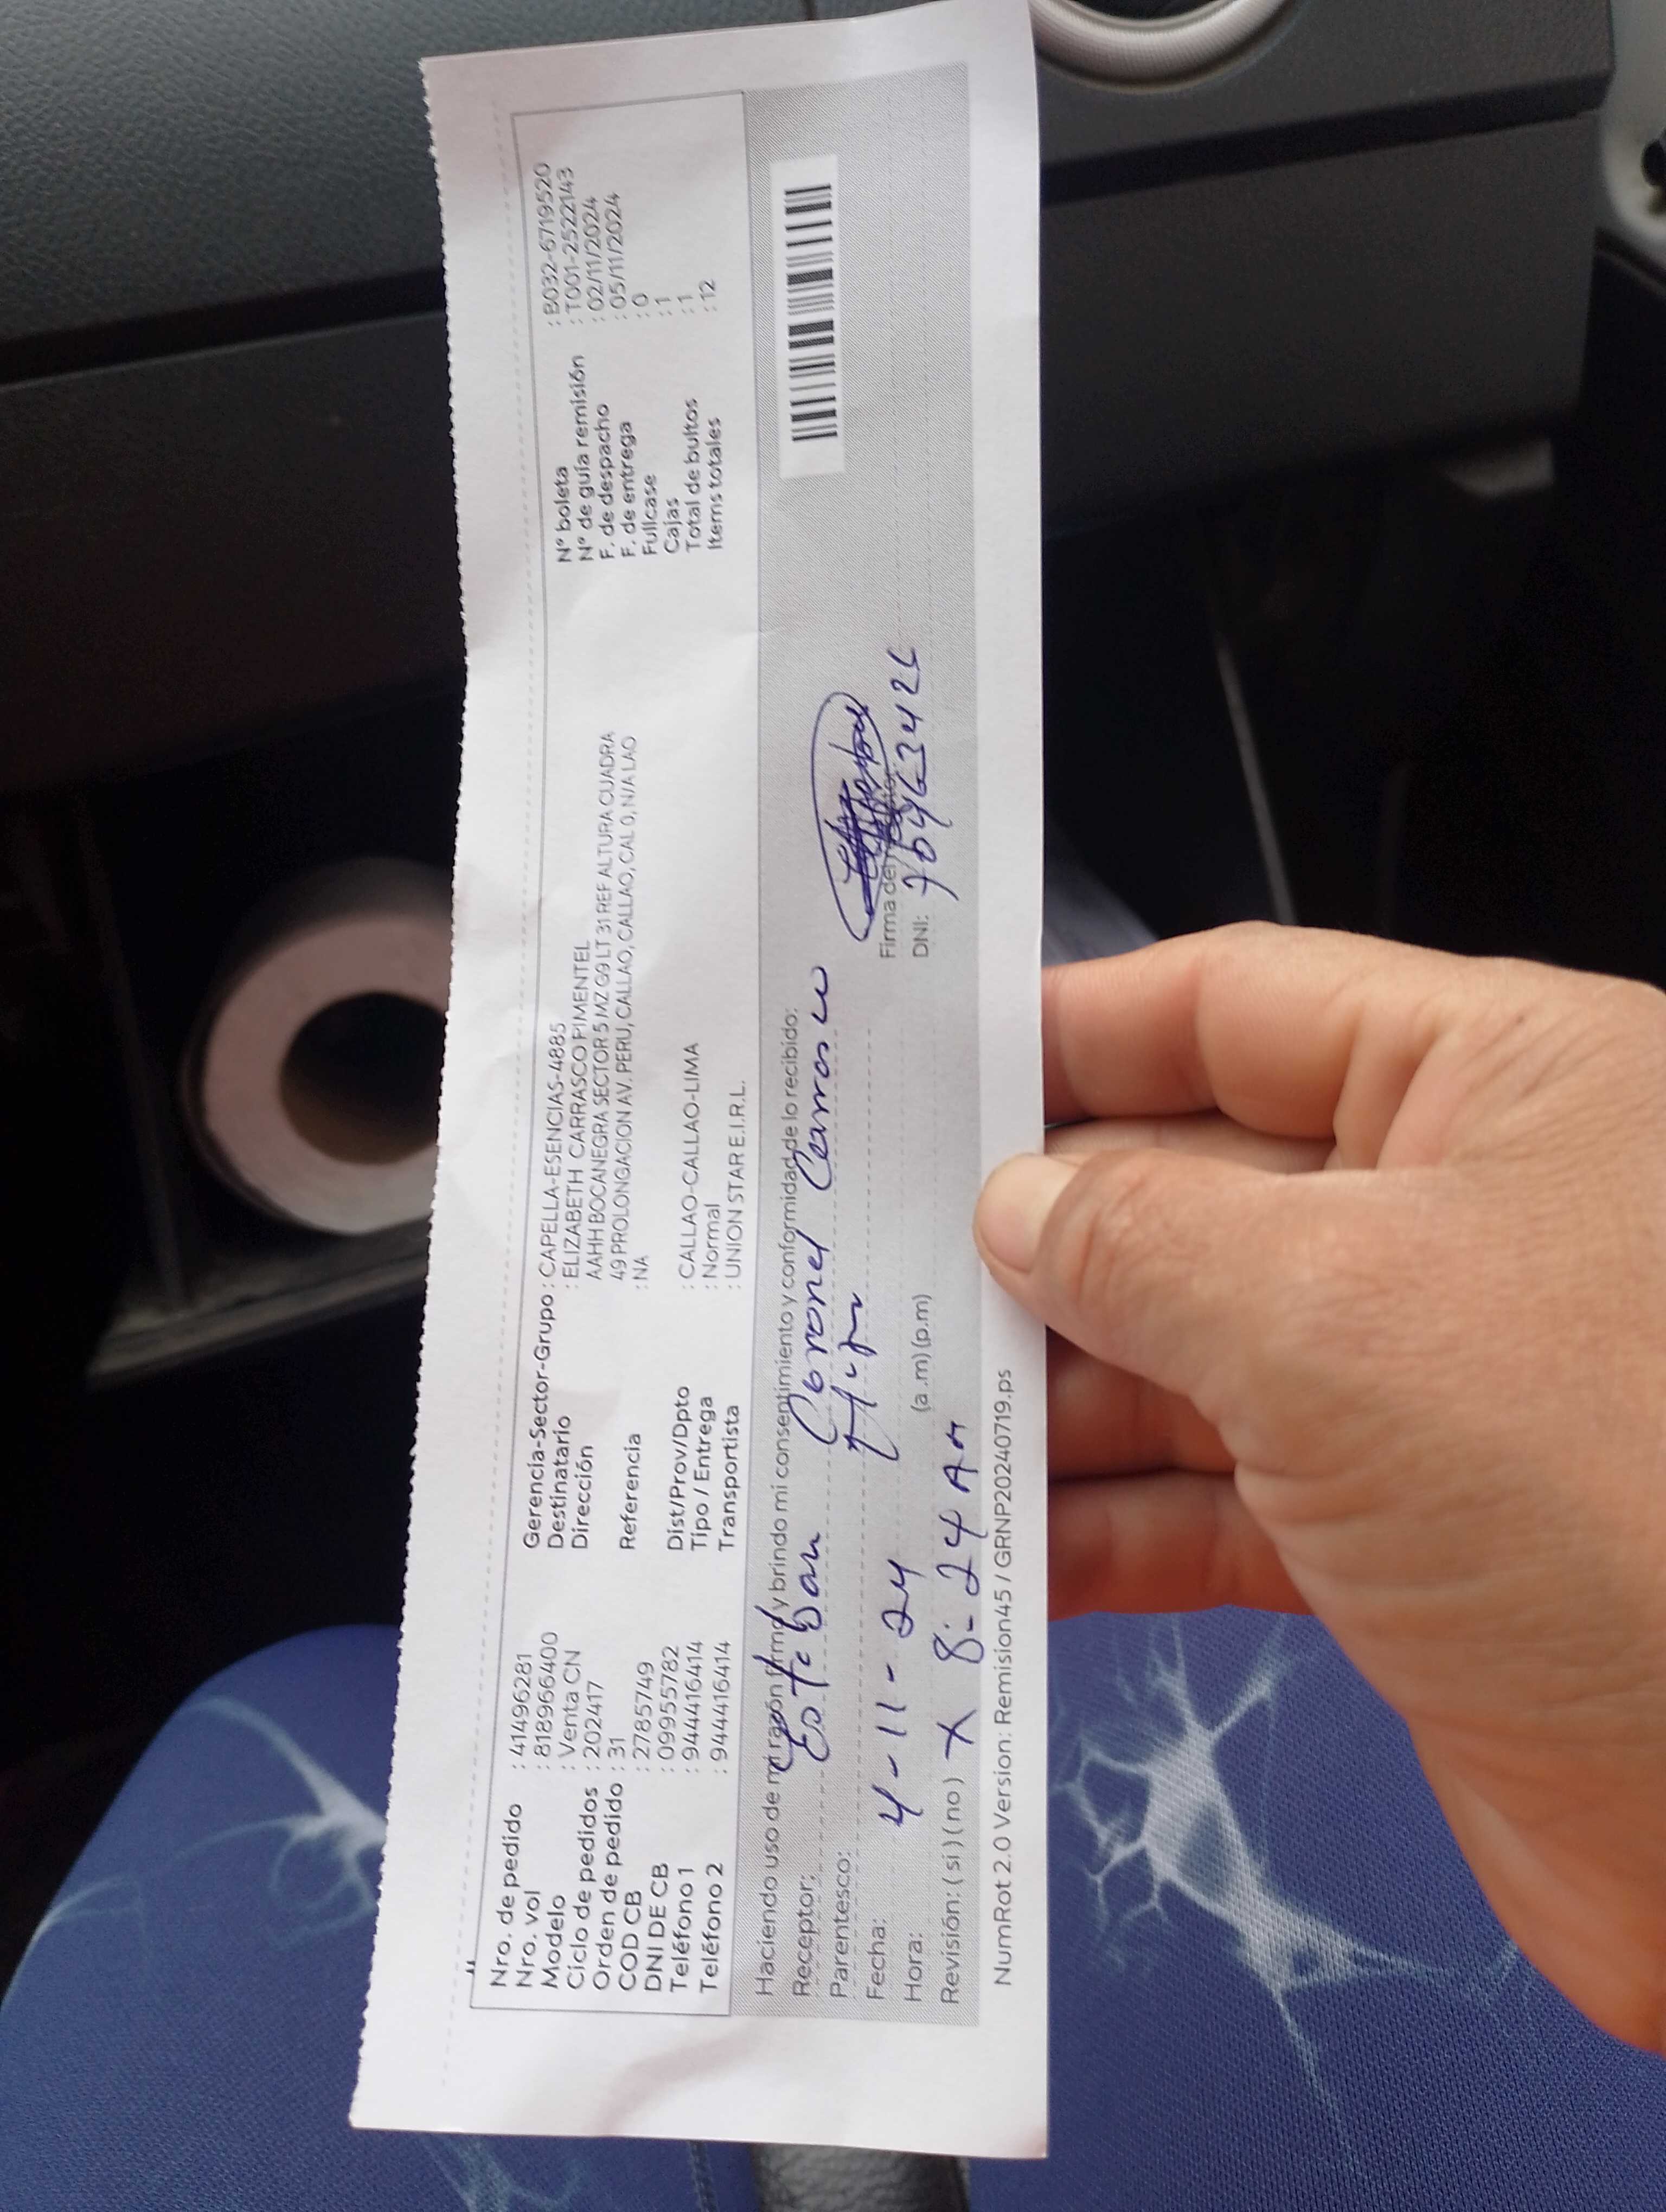 Nro. de pedido : 41496281
Nro. vol : 818966400
Modelo : Venta CN
Ciclo de pedidos : 202417
Orden de pedido : 31
COD CB : 2785749
DNI DE CB : 09955782
Teléfono 1 : 944416414
Teléfono 2 : 944416414
Gerencia-Sector-Grupo : CAPELLA-ESENCIAS-4885
Destinatario : ELIZABETH CARRASCO PIMENTEL
Dirección AAHH BOCANEGRA SECTOR 5 MZ G9 LT 31 REF ALTURA CUADRA
49 PROLONGACION AV. PERU, CALLAO, CALLAO, CALLAO, CAL 0, N/A LAO
Referencia : NA
Dist/Prov/Dpto : CALLAO-CALLAO-LIMA
Tipo / Entrega : Normal
Transportista : UNION STAR E.I.R.L.
N° boleta : B032-6719520
N° de guía remisión : T001-2522143
F. de despacho : 02/11/2024
F. de entrega : 05/11/2024
Fullcase : 0
Cajas : 1
Total de bultos : 1
Items totales : 12
Haciendo uso de mi razón firmo y brindo mi consentimiento y conformidad de lo recibido:
Receptor: Esteban Coronel Carrasco
Parentesco:
Fecha: 4-11-24
Hora: 8:24 AM (a.m) (p.m)
Revisión: (si) (no) X
Firma del
DNI:
NumRot 2.0 Version: Remision45 / GRNP20240719.ps